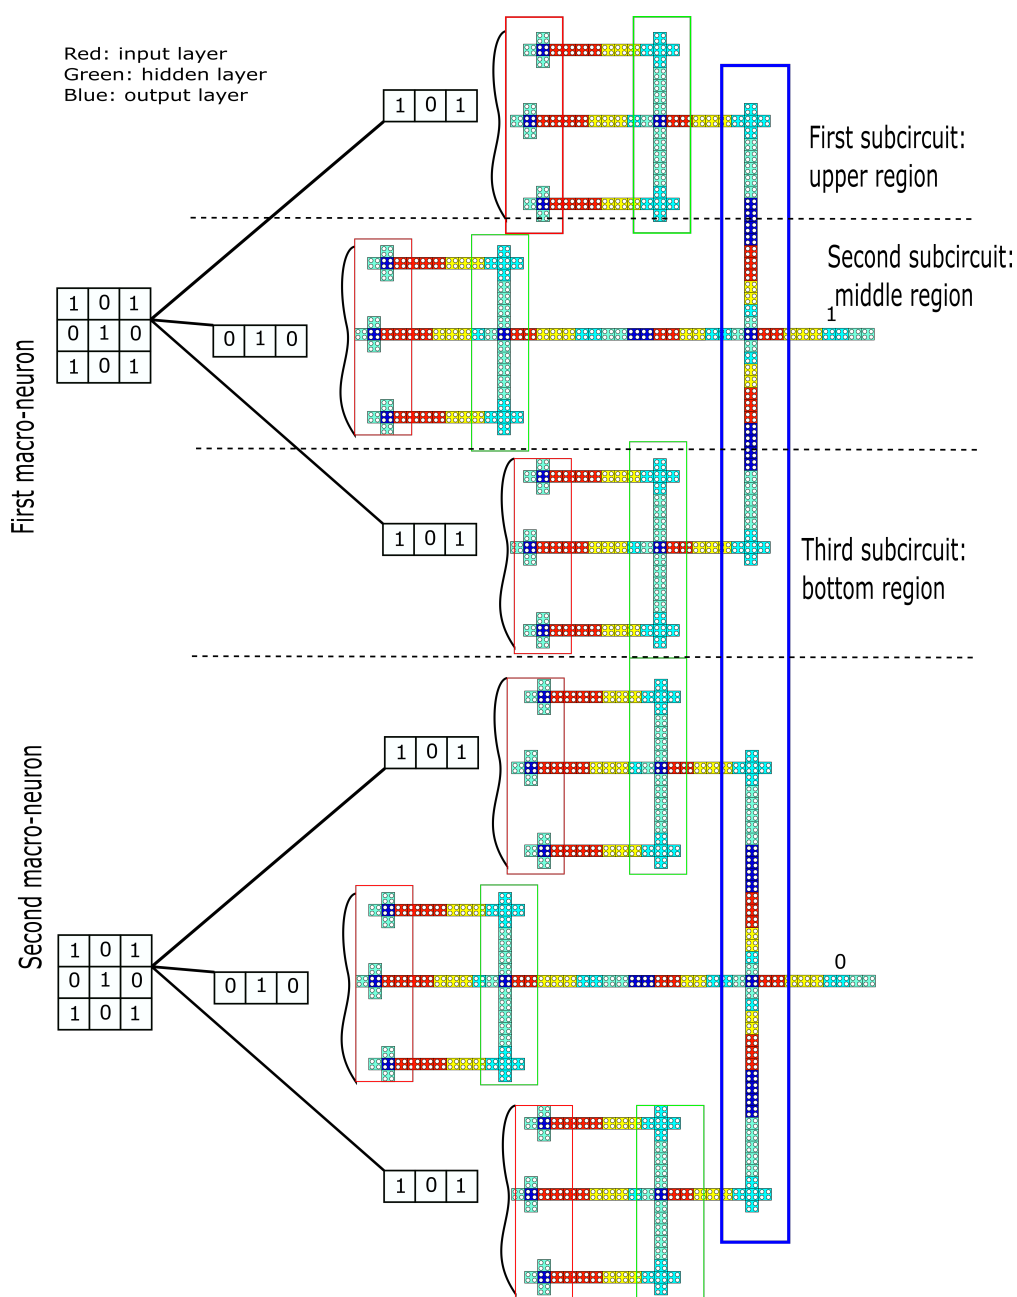 Red: input layer
Green: hidden layer
Blue: output layer
1 0 1
First subcircuit:
upper region
Second subcircuit:
middle region
1
1 0 1
0 1 0
1 0 1
0 1 0
First macro-neuron
1 0 1
Third subcircuit:
bottom region
1 0 1
Second macro-neuron
1 0 1
0 1 0
1 0 1
0 1 0
0
1 0 1